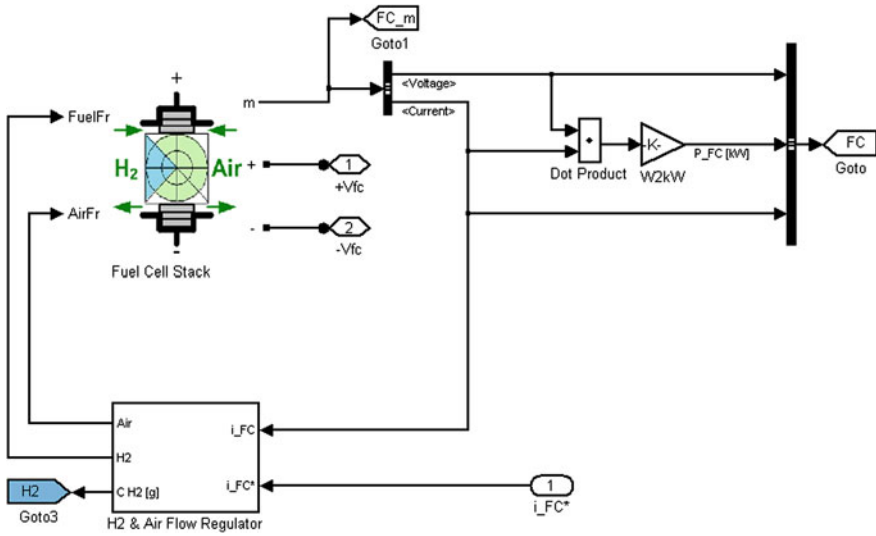 FC_m
Goto1
+
m
<Voltage>
<Current>
FuelFr
H2 Air
+
1
+Vfc
Dot Product
-K-
W2kW
P_FC [kW]
FC
Goto
AirFr
-
2
-Vfc
-
Fuel Cell Stack
Air
i_FC
H2
H2
C H2 [g]
i_FC*
1
i_FC*
Goto3
H2 & Air Flow Regulator